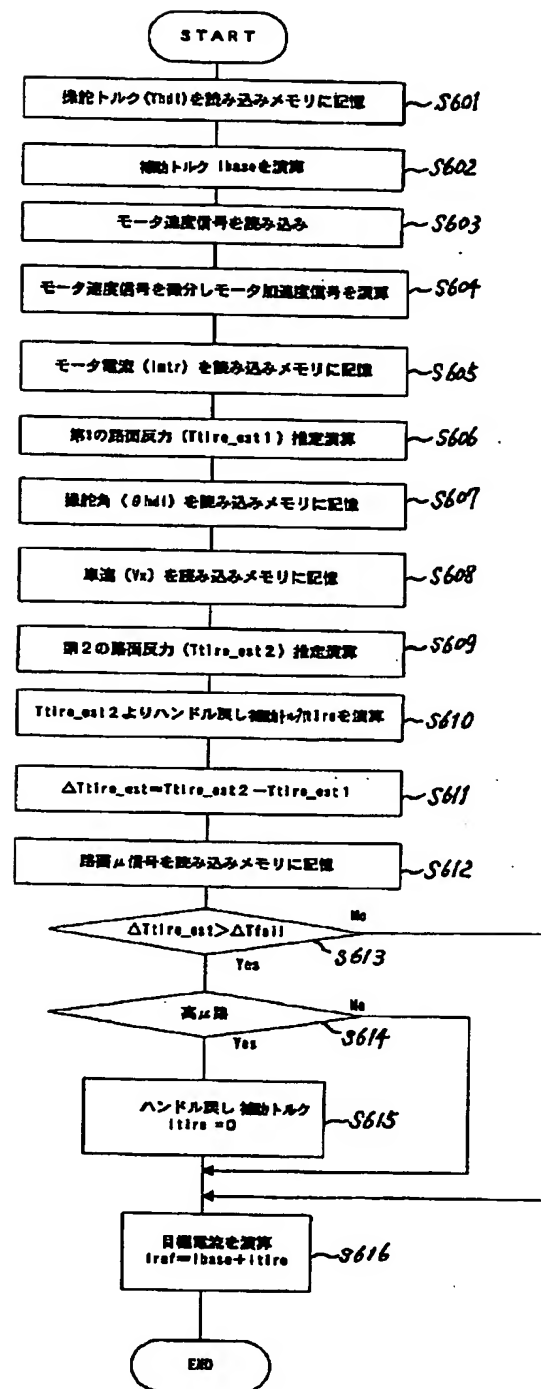 START
操舵トルク(Thdl)を読み込みメモリに記憶
S601
補助トルク Ibaseを演算
S602
モータ速度信号を読み込み
S603
モータ速度信号を微分しモータ加速度信号を演算
S604
モータ電流 (Imtr) を読み込みメモリに記憶
S605
第1の路面反力 (Ttire_est1) 推定演算
S606
操舵角 (θhdl) を読み込みメモリに記憶
S607
車速 (Vx) を読み込みメモリに記憶
S608
第2の路面反力 (Ttire_est2) 推定演算
S609
Ttire_est2よりハンドル戻し補助トルクItireを演算
S610
△Ttire_est=Ttire_est2−Ttire_est1
S611
路面μ信号を読み込みメモリに記憶
S612
△Ttire_est>△Tfail
No
S613
Yes
高μ路
No
S614
Yes
ハンドル戻し 補助トルク
Itire =0
S615
目標電流を演算
Iref=Ibase+Itire
S616
END